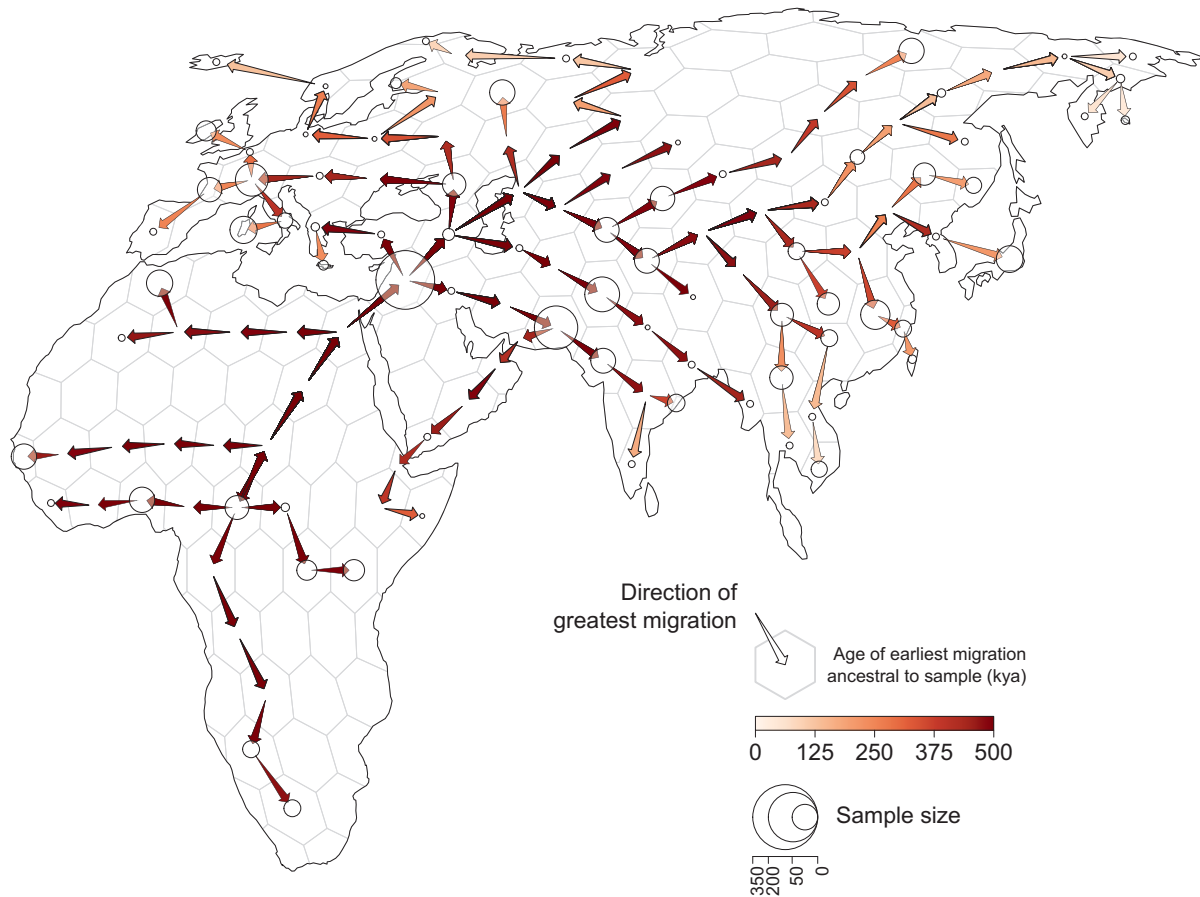 Direction of
greatest migration
Age of earliest migration
ancestral to sample (kya)
0 125 250 375 500
Sample size
350 200 50 0